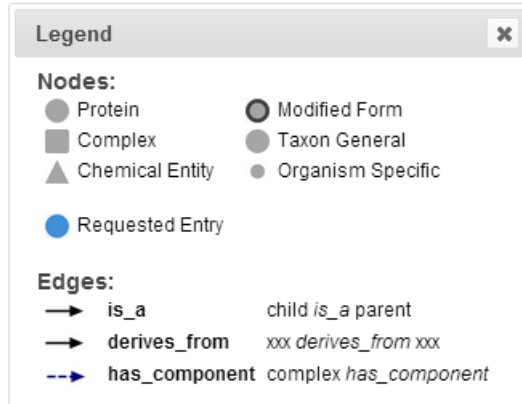 Legend
Nodes:
Protein Modified Form
Complex Taxon General
Chemical Entity Organism Specific
Requested Entry
Edges:
is_a child is_a parent
derives_from xxx derives_from xxx
has_component complex has_component